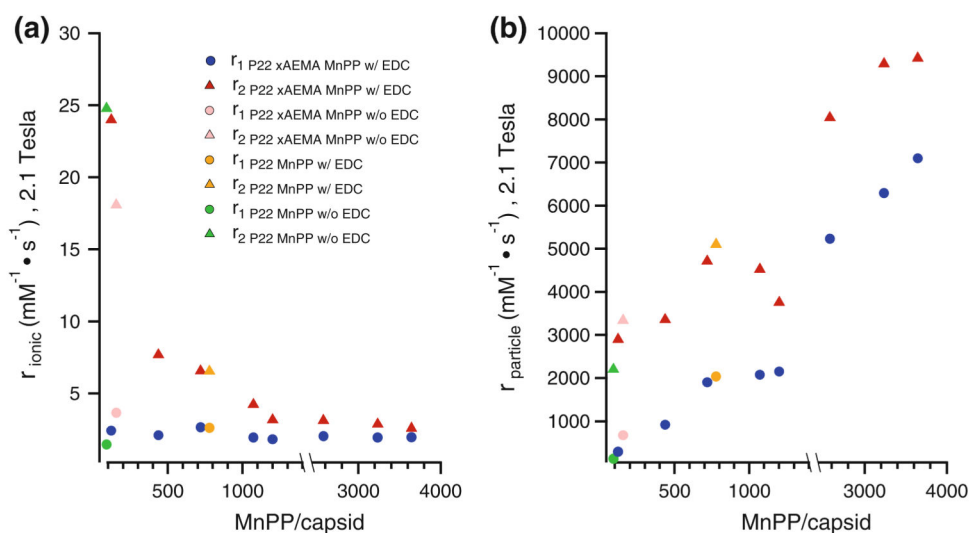 (a)
30
25
20
15
10
5
r ionic (mM⁻¹ • s⁻¹) , 2.1 Tesla
r1 P22 xAEMA MnPP w/ EDC
r2 P22 xAEMA MnPP w/ EDC
r1 P22 xAEMA MnPP w/o EDC
r2 P22 xAEMA MnPP w/o EDC
r1 P22 MnPP w/ EDC
r2 P22 MnPP w/ EDC
r1 P22 MnPP w/o EDC
r2 P22 MnPP w/o EDC
500 1000 3000 4000
MnPP/capsid
(b)
10000
9000
8000
7000
6000
5000
4000
3000
2000
1000
r particle (mM⁻¹ • s⁻¹) , 2.1 Tesla
500 1000 3000 4000
MnPP/capsid